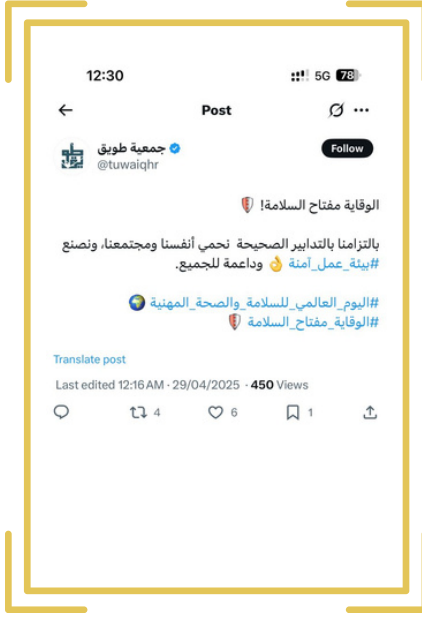 12:30
5G 78
Post
جمعية طويق
Follow
@tuwaiqhr
الوقاية مفتاح السلامة! 🛡️
بالتزامنا بالتدابير الصحيحة نحمي أنفسنا ومجتمعنا، ونصنع
#بيئة_عمل_آمنة 👌 وداعمة للجميع.
#اليوم_العالمي_للسلامة_والصحة_المهنية 🌍
#الوقاية_مفتاح_السلامة 🛡️
Translate post
Last edited 12:16 AM · 29/04/2025 · 450 Views
4 6 1